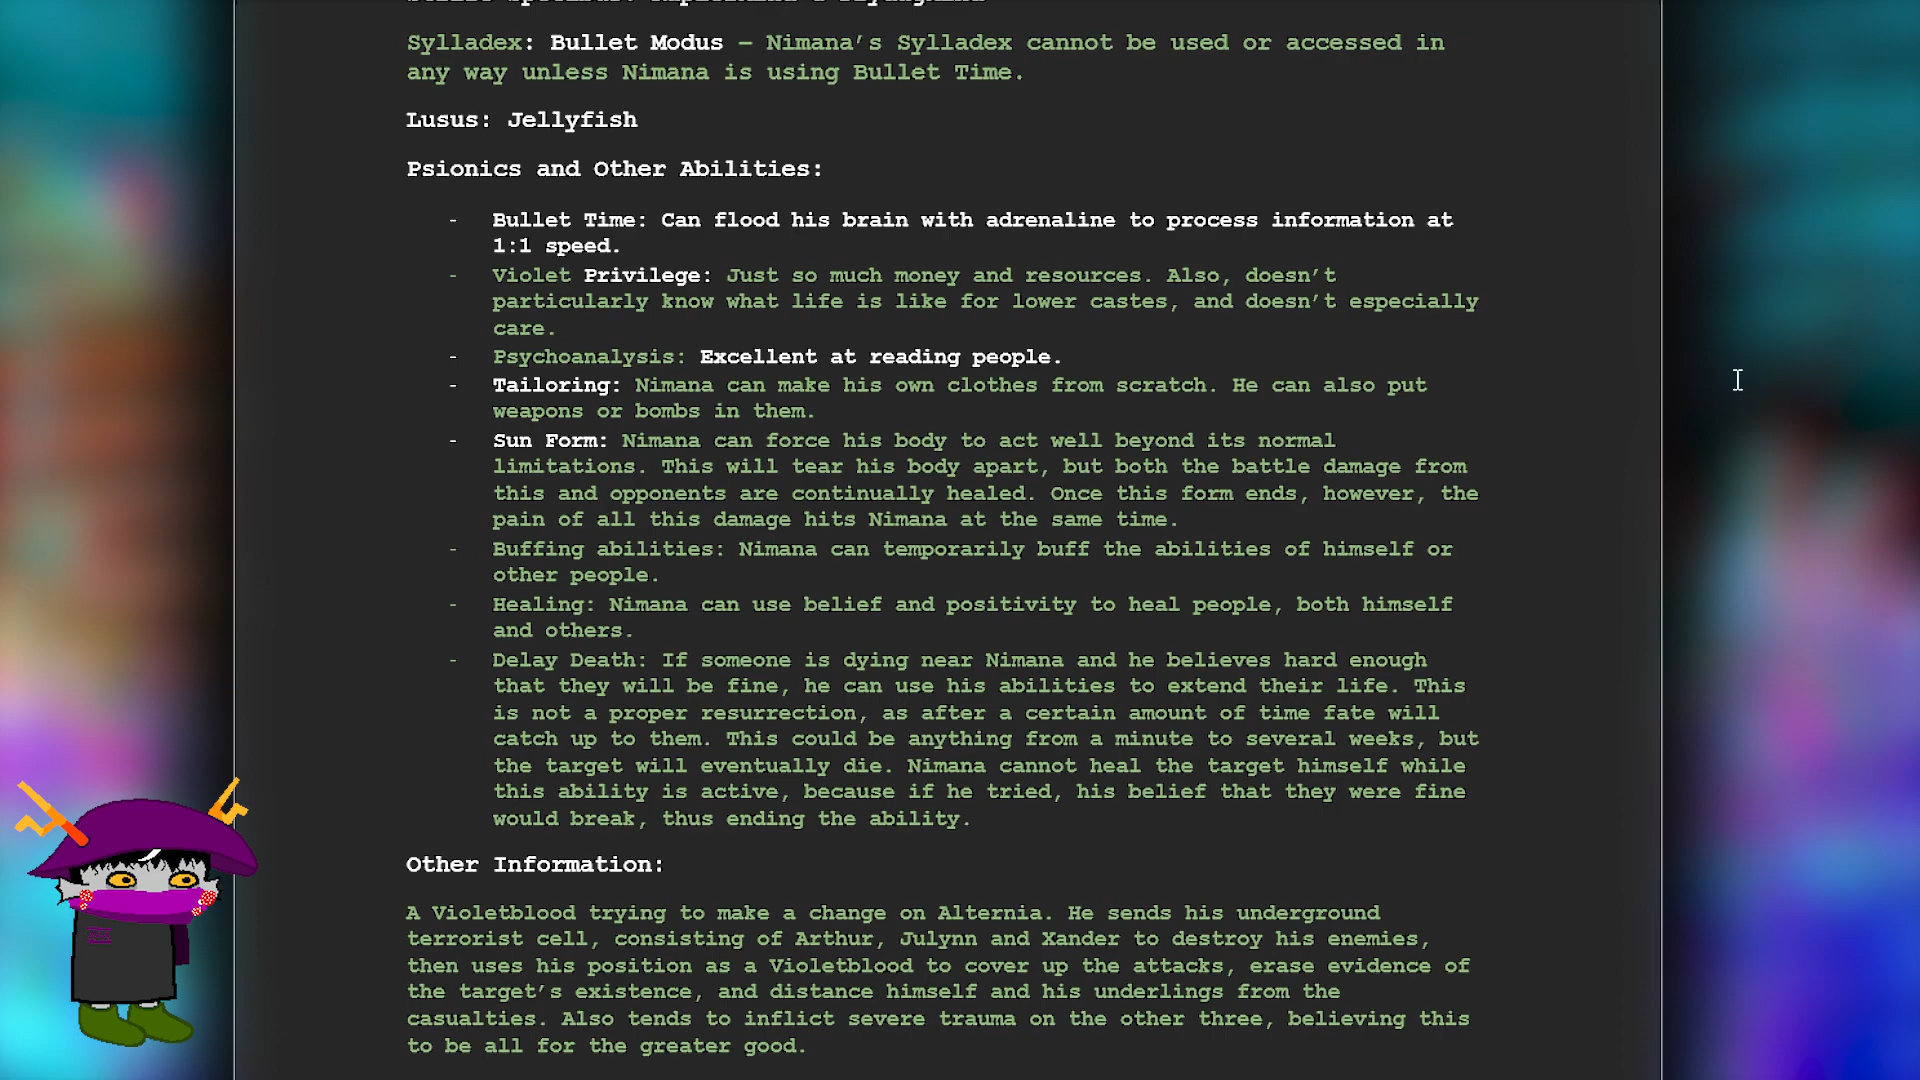 Sylladex: Bullet Modus – Nimana's Sylladex cannot be used or accessed in
any way unless Nimana is using Bullet Time.
Lusus: Jellyfish
Psionics and Other Abilities:
- Bullet Time: Can flood his brain with adrenaline to process information at
1:1 speed.
- Violet Privilege: Just so much money and resources. Also, doesn't
particularly know what life is like for lower castes, and doesn't especially
care.
- Psychoanalysis: Excellent at reading people.
- Tailoring: Nimana can make his own clothes from scratch. He can also put
weapons or bombs in them.
- Sun Form: Nimana can force his body to act well beyond its normal
limitations. This will tear his body apart, but both the battle damage from
this and opponents are continually healed. Once this form ends, however, the
pain of all this damage hits Nimana at the same time.
- Buffing abilities: Nimana can temporarily buff the abilities of himself or
other people.
- Healing: Nimana can use belief and positivity to heal people, both himself
and others.
- Delay Death: If someone is dying near Nimana and he believes hard enough
that they will be fine, he can use his abilities to extend their life. This
is not a proper resurrection, as after a certain amount of time fate will
catch up to them. This could be anything from a minute to several weeks, but
the target will eventually die. Nimana cannot heal the target himself while
this ability is active, because if he tried, his belief that they were fine
would break, thus ending the ability.
Other Information:
A Violetblood trying to make a change on Alternia. He sends his underground
terrorist cell, consisting of Arthur, Julynn and Xander to destroy his enemies,
then uses his position as a Violetblood to cover up the attacks, erase evidence of
the target's existence, and distance himself and his underlings from the
casualties. Also tends to inflict severe trauma on the other three, believing this
to be all for the greater good.